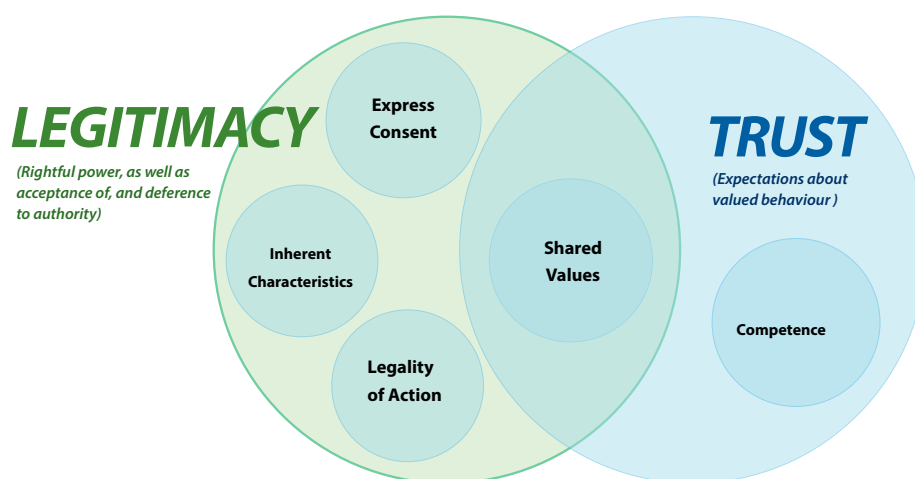 LEGITIMACY
(Rightful power, as well as
acceptance of, and deference
to authority)
Express
Consent
Inherent
Characteristics
Legality
of Action
Shared
Values
TRUST
(Expectations about
valued behaviour )
Competence